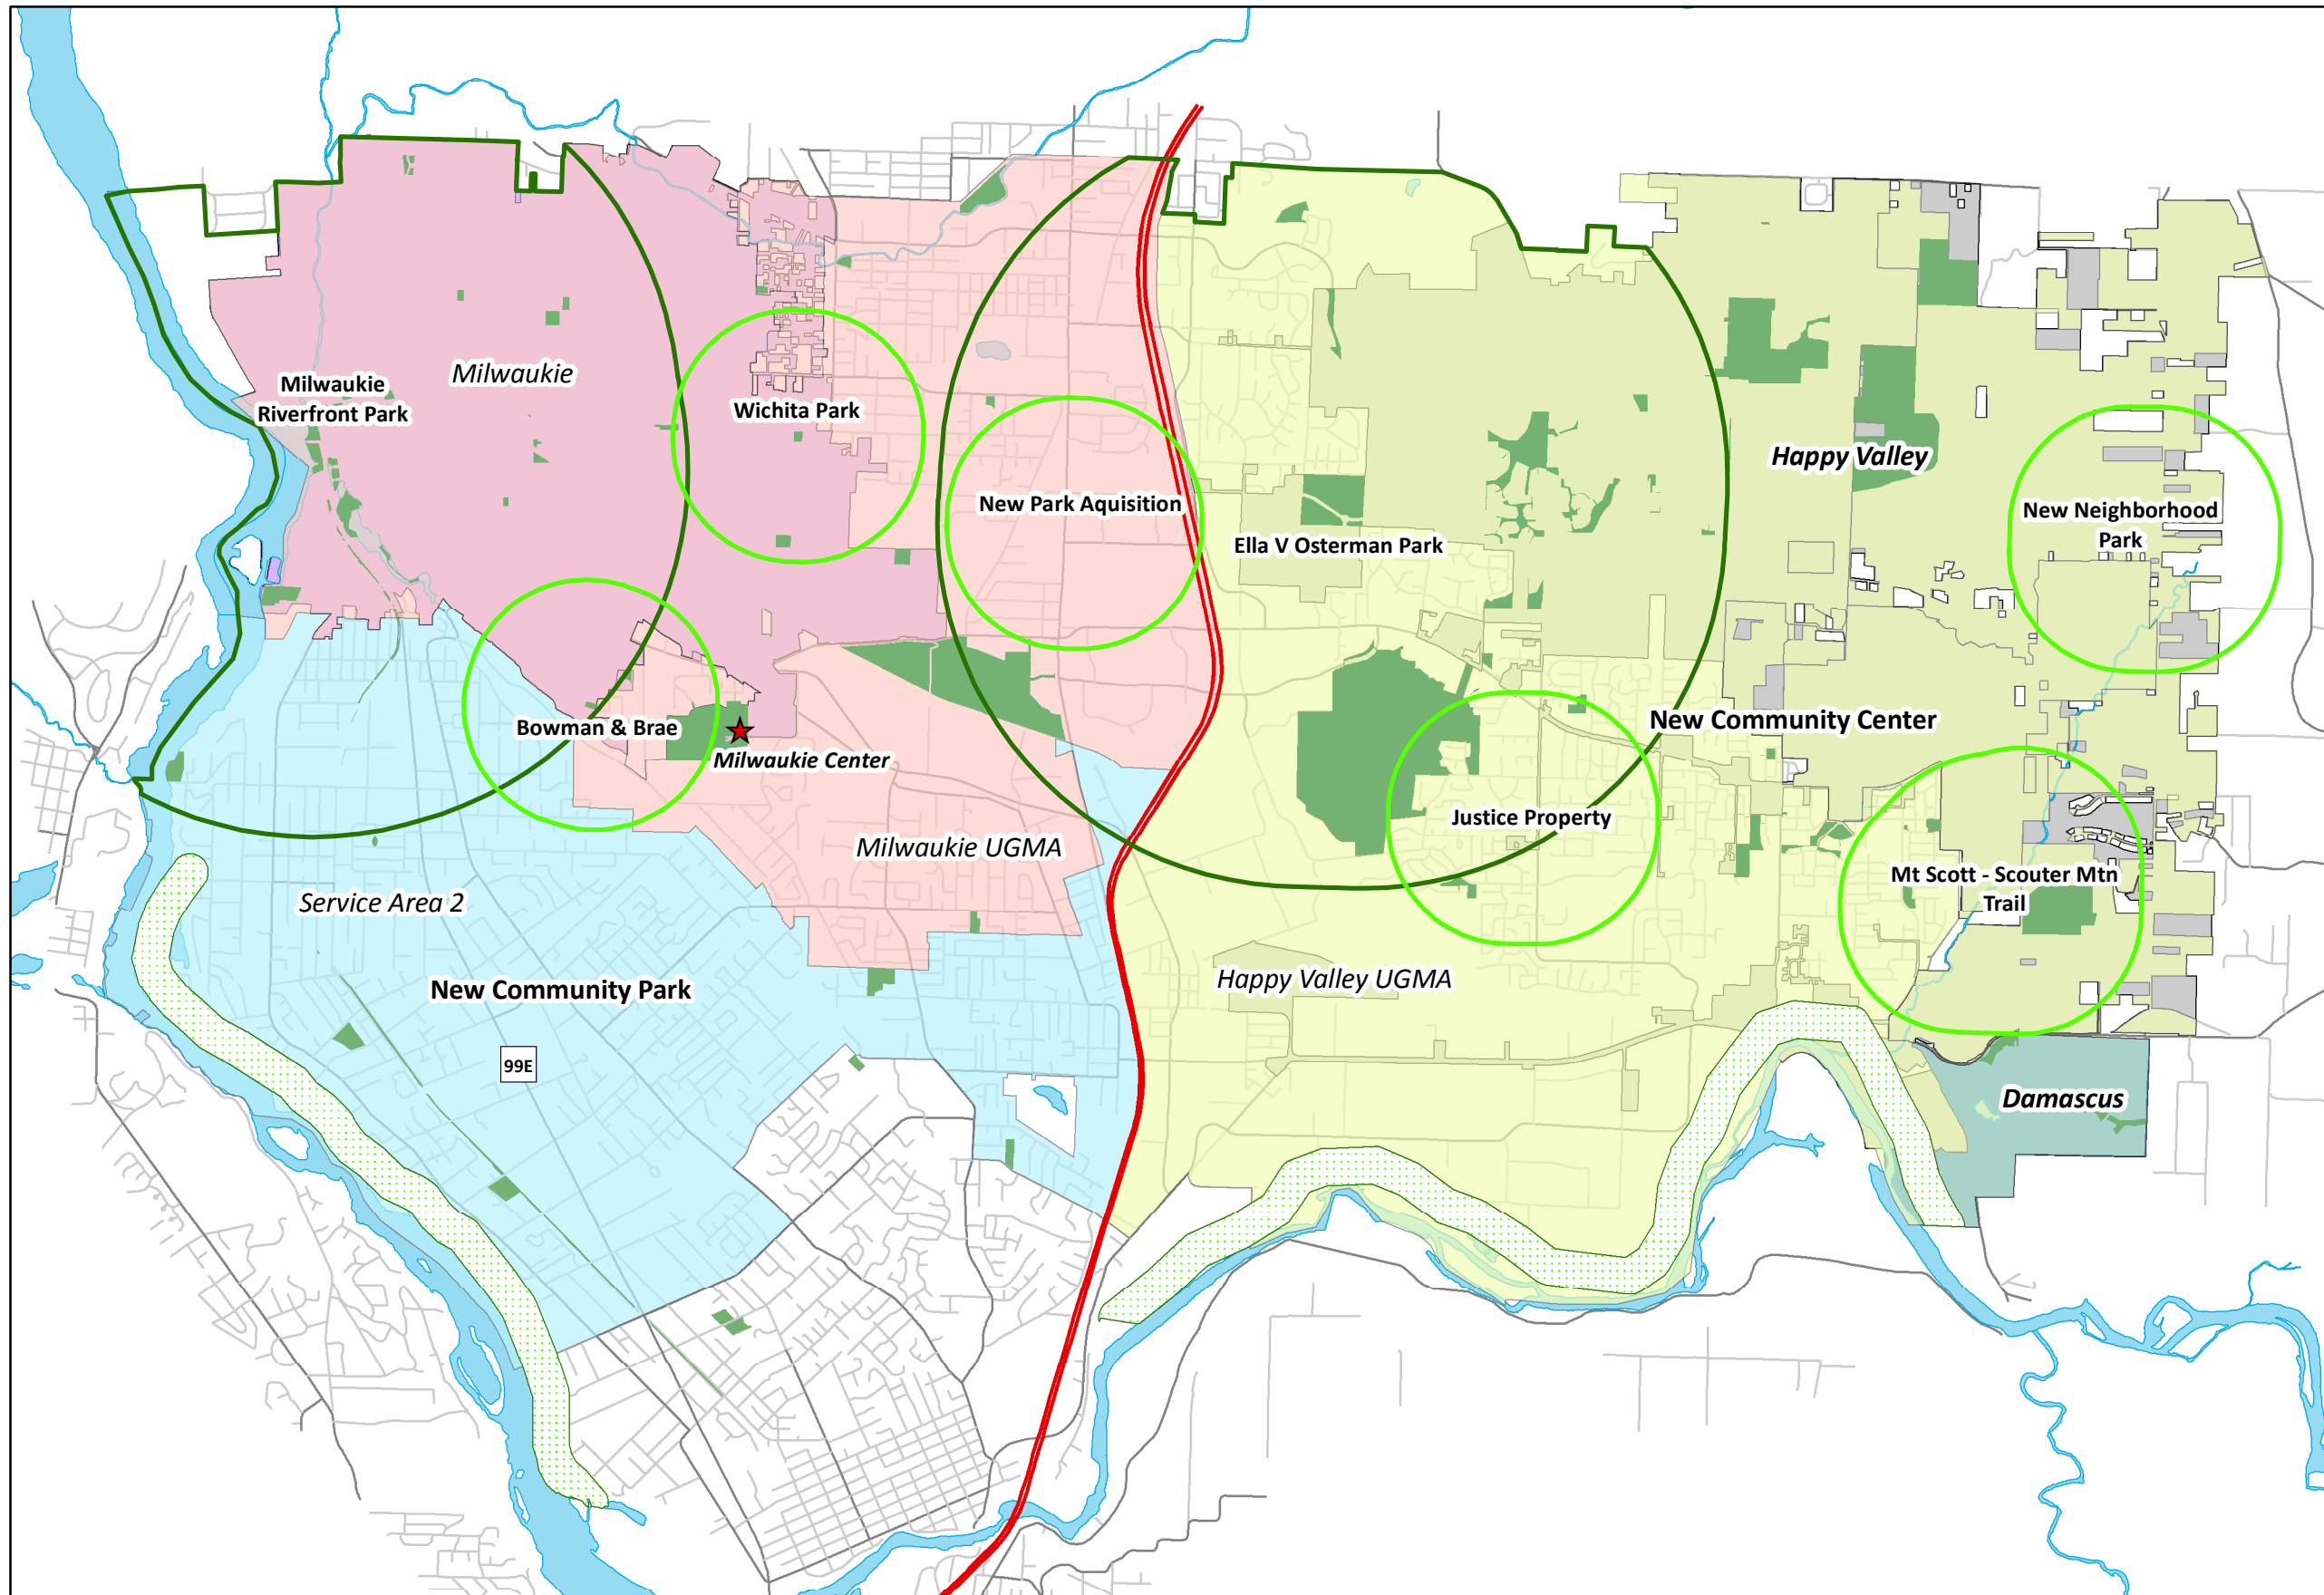 Milwaukie
Milwaukie
Riverfront Park
Wichita Park
Happy Valley
New Park Aquisition
New Neighborhood
Park
Ella V Osterman Park
Bowman & Brae
New Community Center
Milwaukie Center
Justice Property
Milwaukie UGMA
Mt Scott - Scouter Mtn
Trail
Service Area 2
Happy Valley UGMA
New Community Park
99E
Damascus